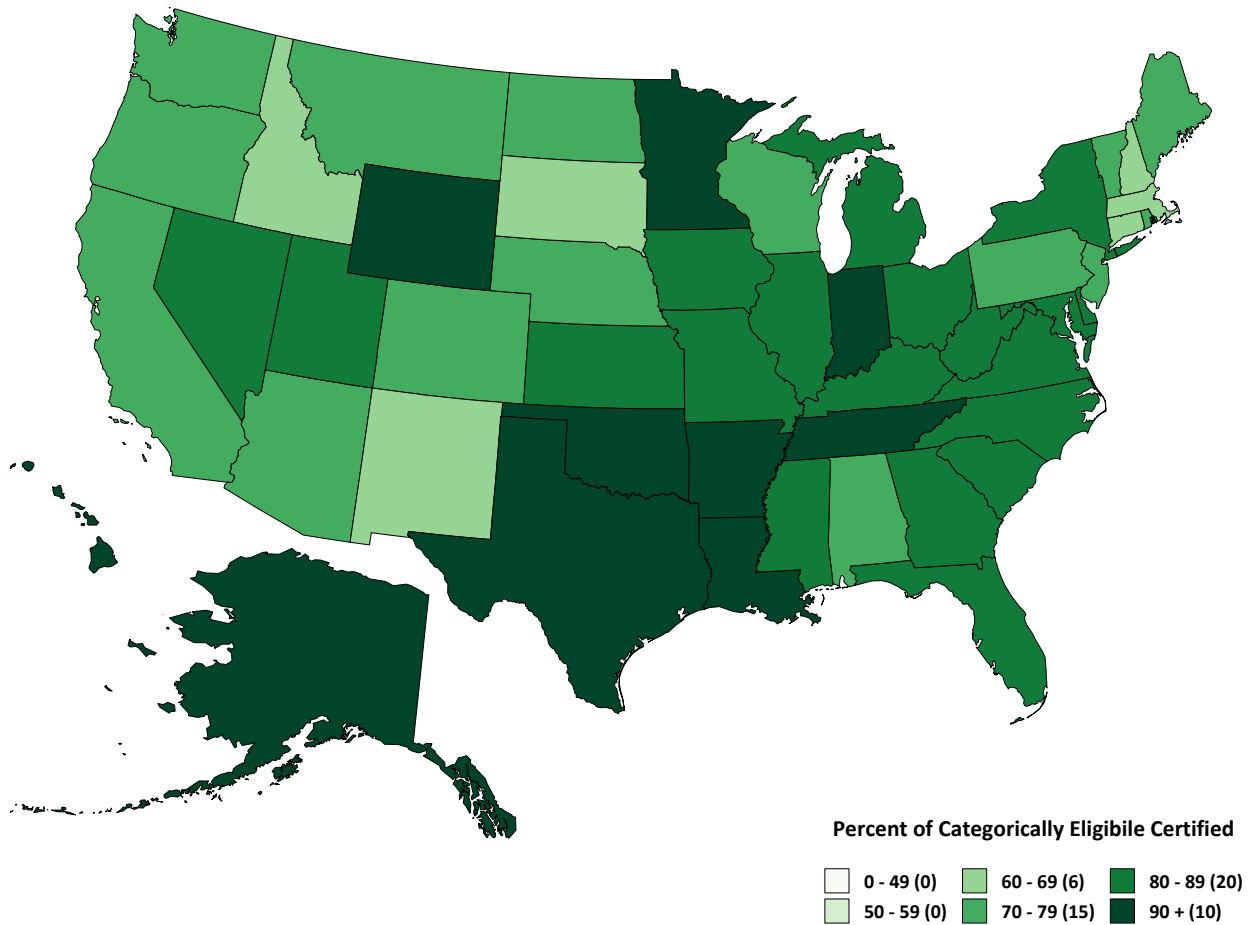 Percent of Categorically Eligibile Certified
0 - 49 (0)
60 - 69 (6)
80 - 89 (20)
50 - 59 (0)
70 - 79 (15)
90 + (10)